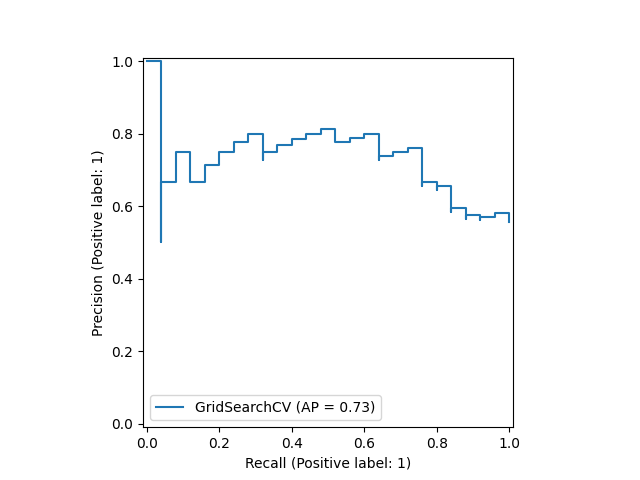 1.0
0.8
0.6
0.4
0.2
0.0
Precision (Positive label: 1)
GridSearchCV (AP = 0.73)
0.0 0.2 0.4 0.6 0.8 1.0
Recall (Positive label: 1)